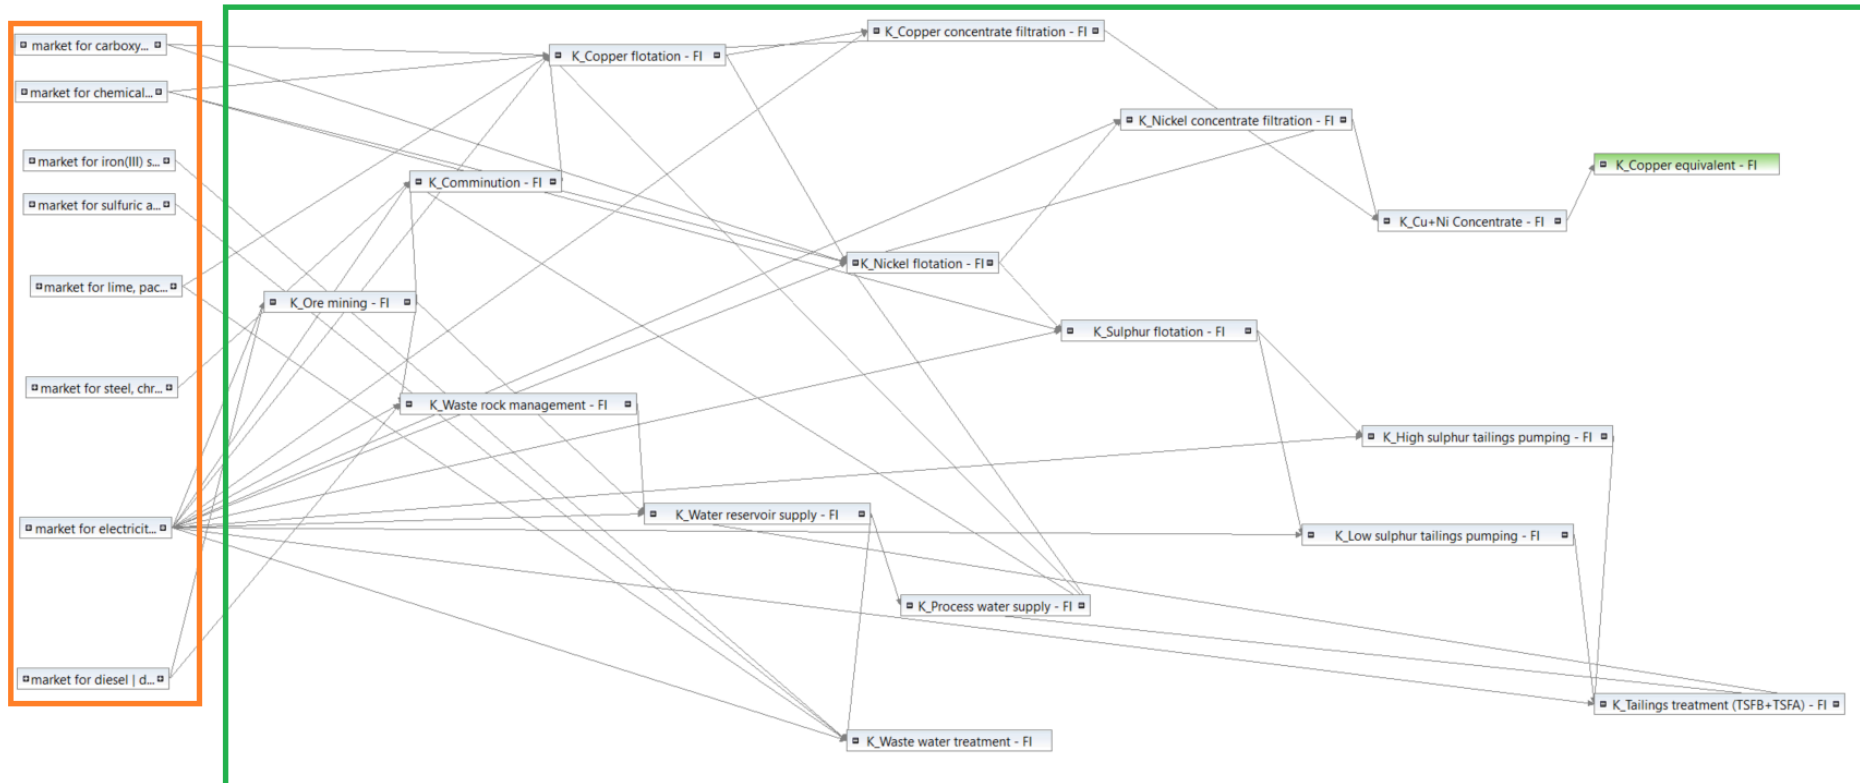 market for carboxy...
market for chemical...
market for iron(III) s...
market for sulfuric a...
market for lime, pac...
market for steel, chr...
market for electricit...
market for diesel | d...
K_Copper flotation - FI
K_Copper concentrate filtration - FI
K_Nickel concentrate filtration - FI
K_Copper equivalent - FI
K_Comminution - FI
K_Cu+Ni Concentrate - FI
K_Nickel flotation - FI
K_Ore mining - FI
K_Sulphur flotation - FI
K_Waste rock management - FI
K_High sulphur tailings pumping - FI
K_Water reservoir supply - FI
K_Low sulphur tailings pumping - FI
K_Process water supply - FI
K_Tailings treatment (TSFB+TSFA) - FI
K_Waste water treatment - FI